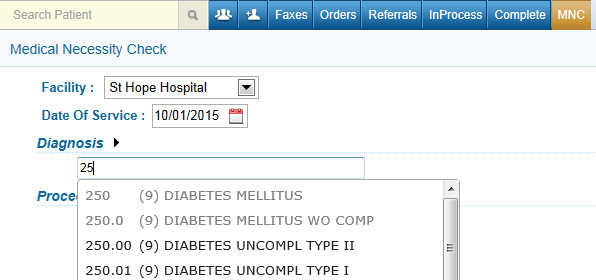 Search Patient Faxes Orders Referrals InProcess Complete MNC
Medical Necessity Check
Facility : St Hope Hospital
Date Of Service : 10/01/2015
Diagnosis
25
250 (9) DIABETES MELLITUS
250.0 (9) DIABETES MELLITUS WO COMP
250.00 (9) DIABETES UNCOMPL TYPE II
250.01 (9) DIABETES UNCOMPL TYPE I
Proce